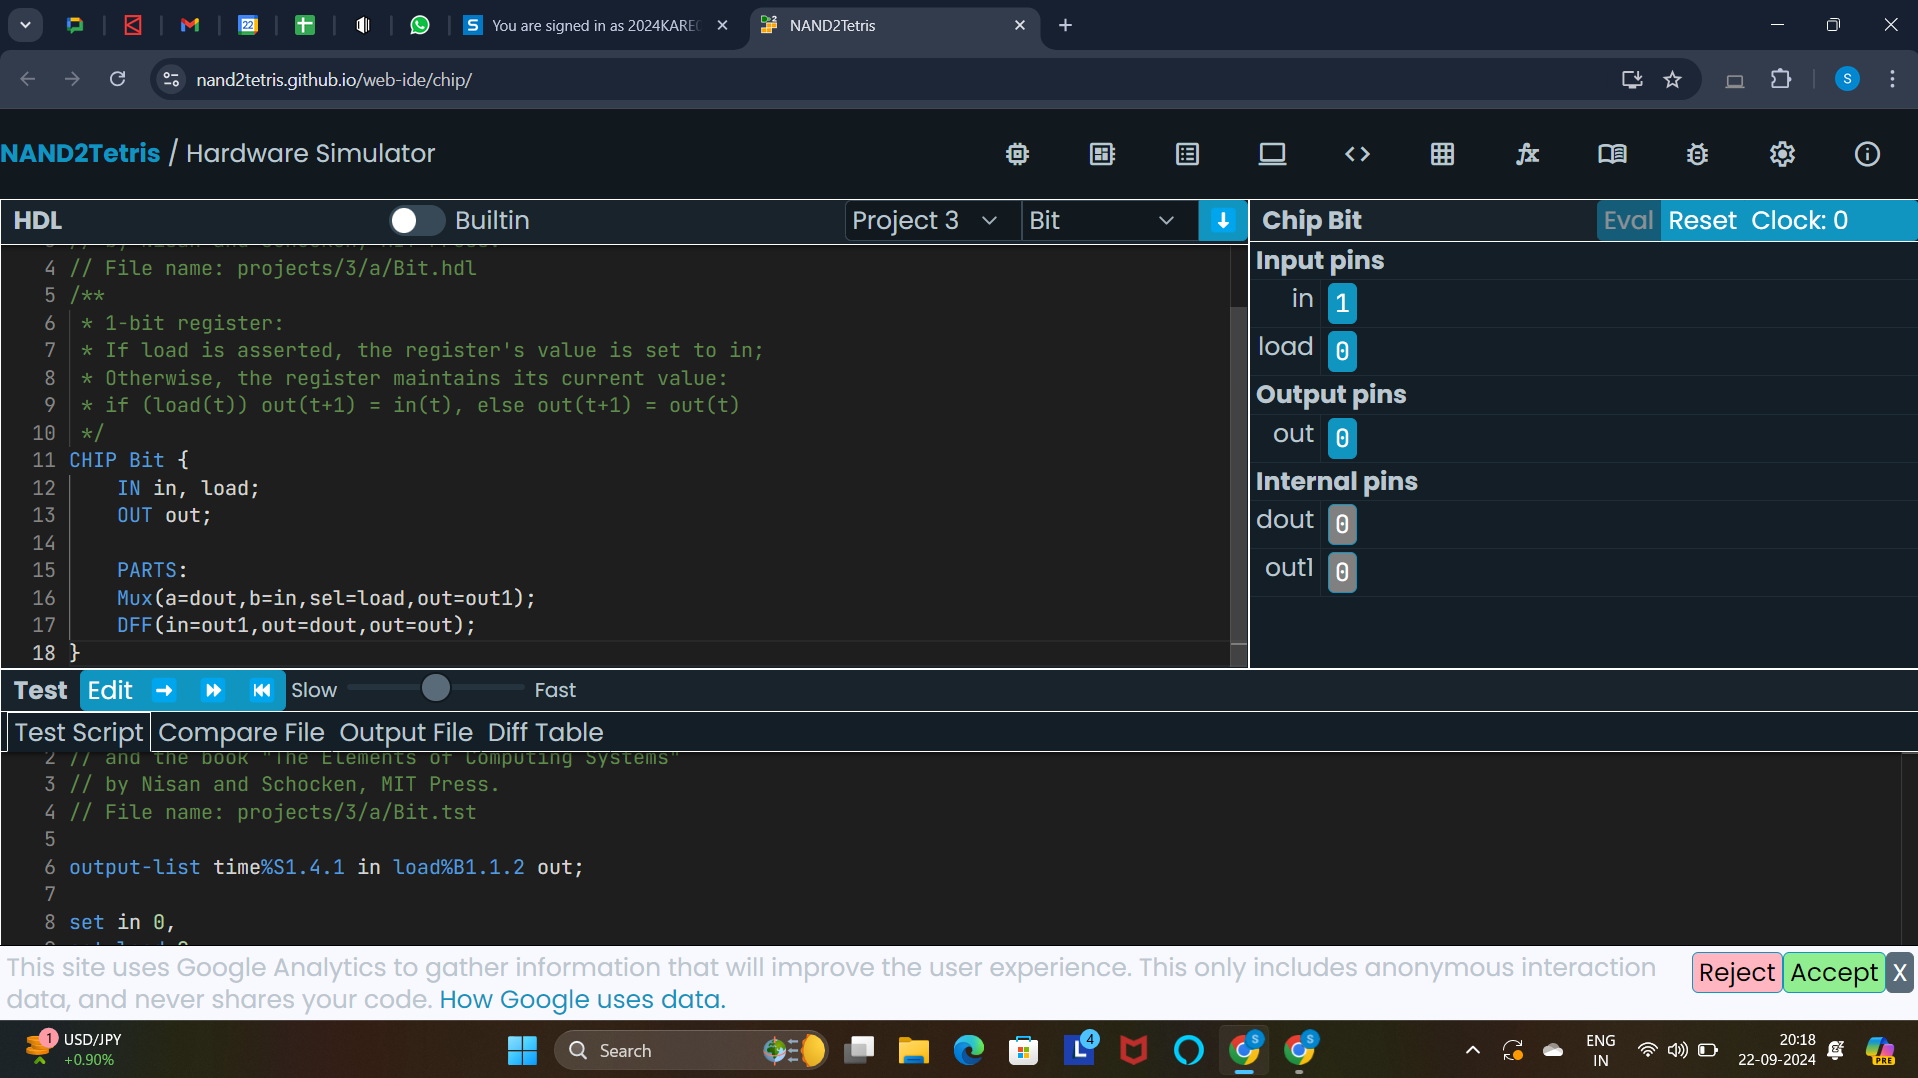 22
You are signed in as 2024KARE
NAND2Tetris
nand2tetris.github.io/web-ide/chip/
S
NAND2Tetris / Hardware Simulator
HDL
Builtin
Project 3
Bit
4 // File name: projects/3/a/Bit.hdl
5 /**
6 * 1-bit register:
7 * If load is asserted, the register's value is set to in;
8 * Otherwise, the register maintains its current value:
9 * if (load(t)) out(t+1) = in(t), else out(t+1) = out(t)
10 */
11 CHIP Bit {
12 IN in, load;
13 OUT out;
14
15 PARTS:
16 Mux(a=dout,b=in,sel=load,out=out1);
17 DFF(in=out1,out=dout,out=out);
18 }
Chip Bit
Eval Reset Clock: 0
Input pins
in 1
load 0
Output pins
out 0
Internal pins
dout 0
out1 0
Test Edit
Slow
Fast
Test Script Compare File Output File Diff Table
2 // and the book "The Elements of Computing Systems"
3 // by Nisan and Schocken, MIT Press.
4 // File name: projects/3/a/Bit.tst
5
6 output-list time%S1.4.1 in load%B1.1.2 out;
7
8 set in 0,
This site uses Google Analytics to gather information that will improve the user experience. This only includes anonymous interaction
data, and never shares your code. How Google uses data.
Reject Accept X
1
USD/JPY
+0.90%
Search
L
4
S
S
ENG
IN
20:18
22-09-2024
PRE